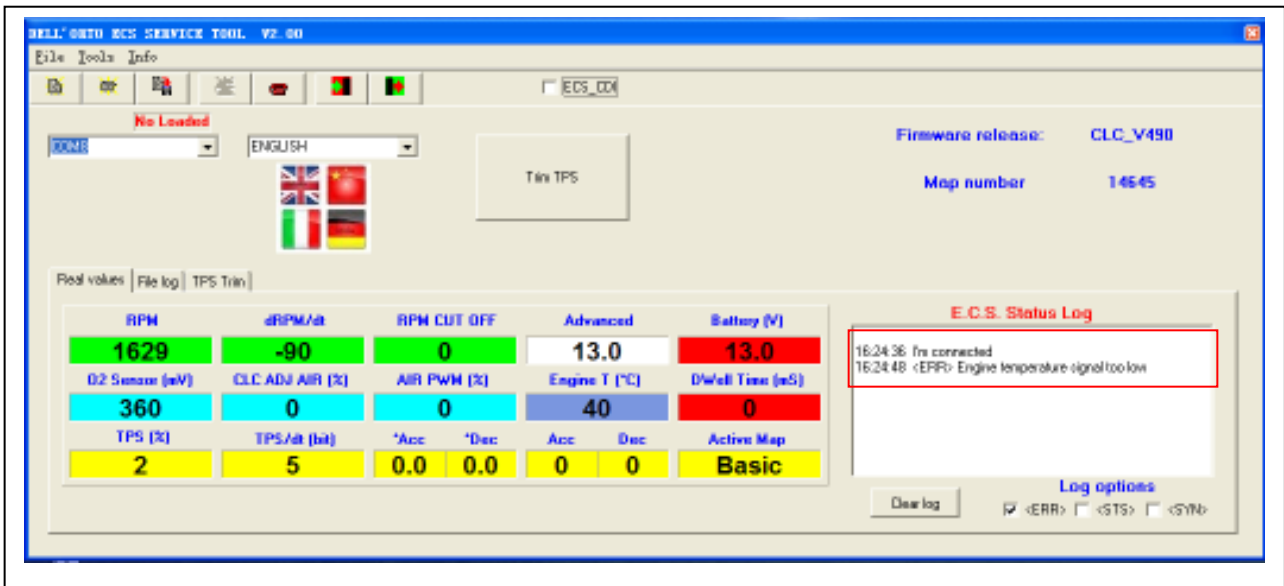 DELL'ORTO ECS SERVICE TOOL V2.00
File Tools Info
ECS_CDI
No Loaded
COM8 ENGLISH
Trim TPS
Firmware release: CLC_V490
Map number 14645
Real values File log TPS Trim
RPM dRPM/dt RPM CUT OFF Advanced Battery (V)
1629 -90 0 13.0 13.0
O2 Sensor (mV) CLC ADJ AIR (%) AIR PWM (%) Engine T (°C) DWell Time (mS)
360 0 0 40 0
TPS (%) TPS/dt (bit) *Acc *Dec Acc Dec Active Map
2 5 0.0 0.0 0 0 Basic
E.C.S. Status Log
16:24:36 I'm connected
16:24:48 <ERR> Engine temperature signal too low
Log options
Clear log <ERR> <STS> <SYN>